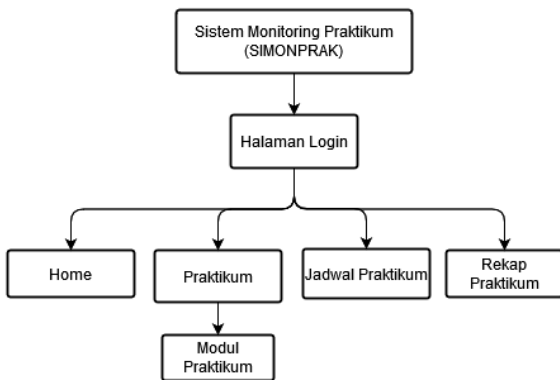 Sistem Monitoring Praktikum
(SIMONPRAK)
Halaman Login
Home
Praktikum
Jadwal Praktikum
Rekap
Praktikum
Modul
Praktikum